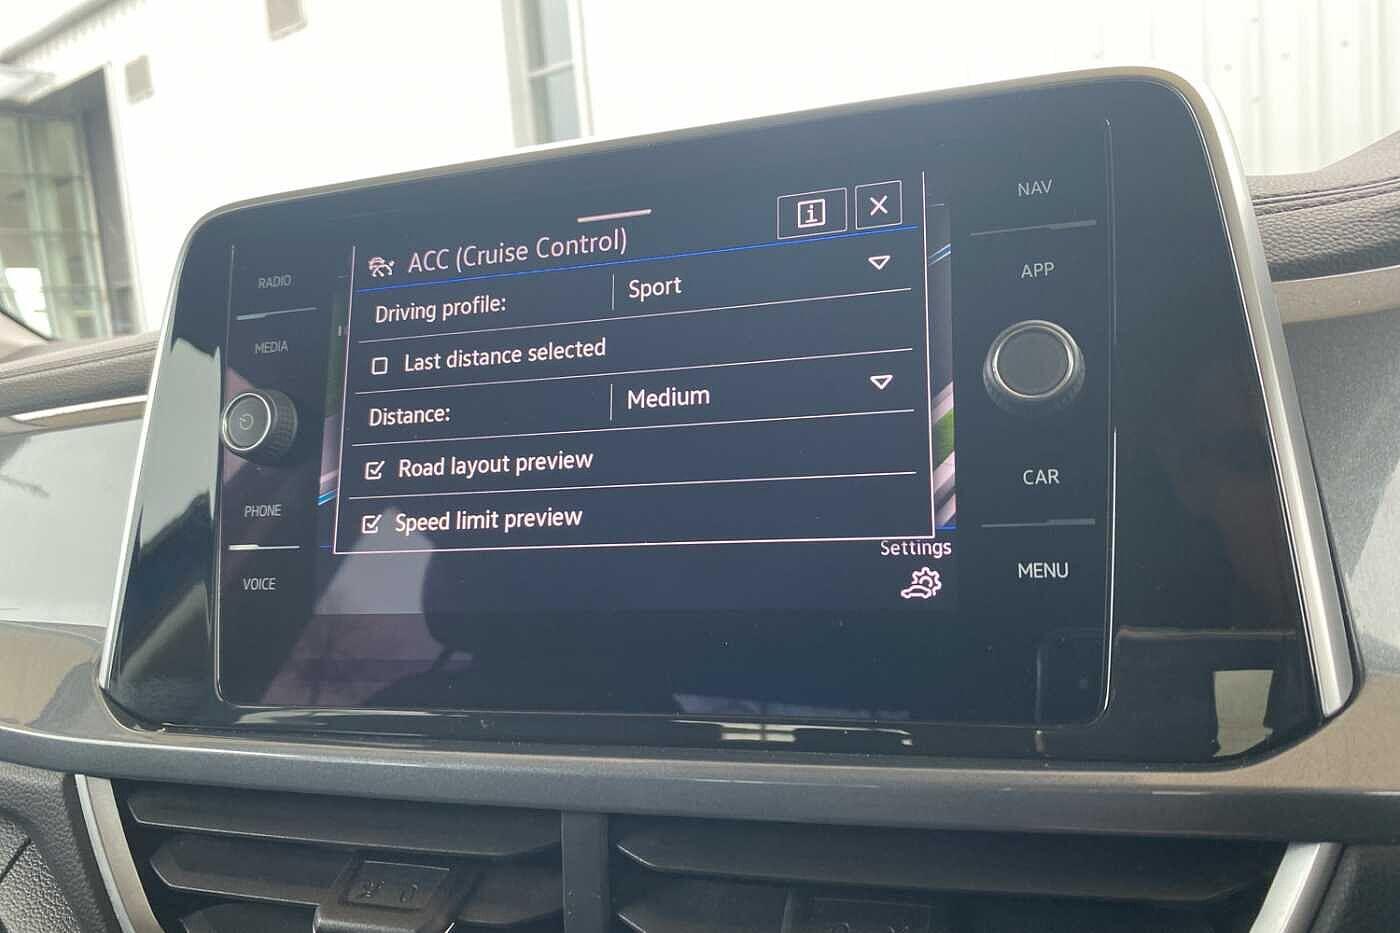 NAV
i X
ACC (Cruise Control)
RADIO
APP
Driving profile: Sport
MEDIA
Last distance selected
Distance: Medium
Road layout preview
CAR
PHONE
Speed limit preview
Settings
VOICE
MENU